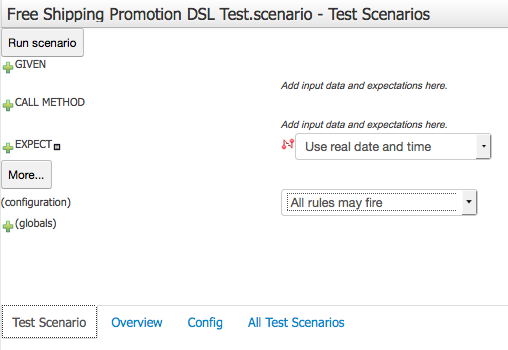 Free Shipping Promotion DSL Test.scenario - Test Scenarios
Run scenario
GIVEN
Add input data and expectations here.
CALL METHOD
Add input data and expectations here.
EXPECT Use real date and time
More...
(configuration) All rules may fire
(globals)
Test Scenario Overview Config All Test Scenarios